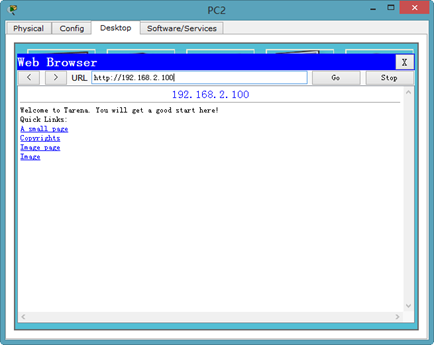 PC2
Physical Config Desktop Software/Services
Web Browser X
< > URL http://192.168.2.100 Go Stop
192.168.2.100
Welcome to Tarena. You will get a good start here!
Quick Links:
A small page
Copyrights
Image page
Image